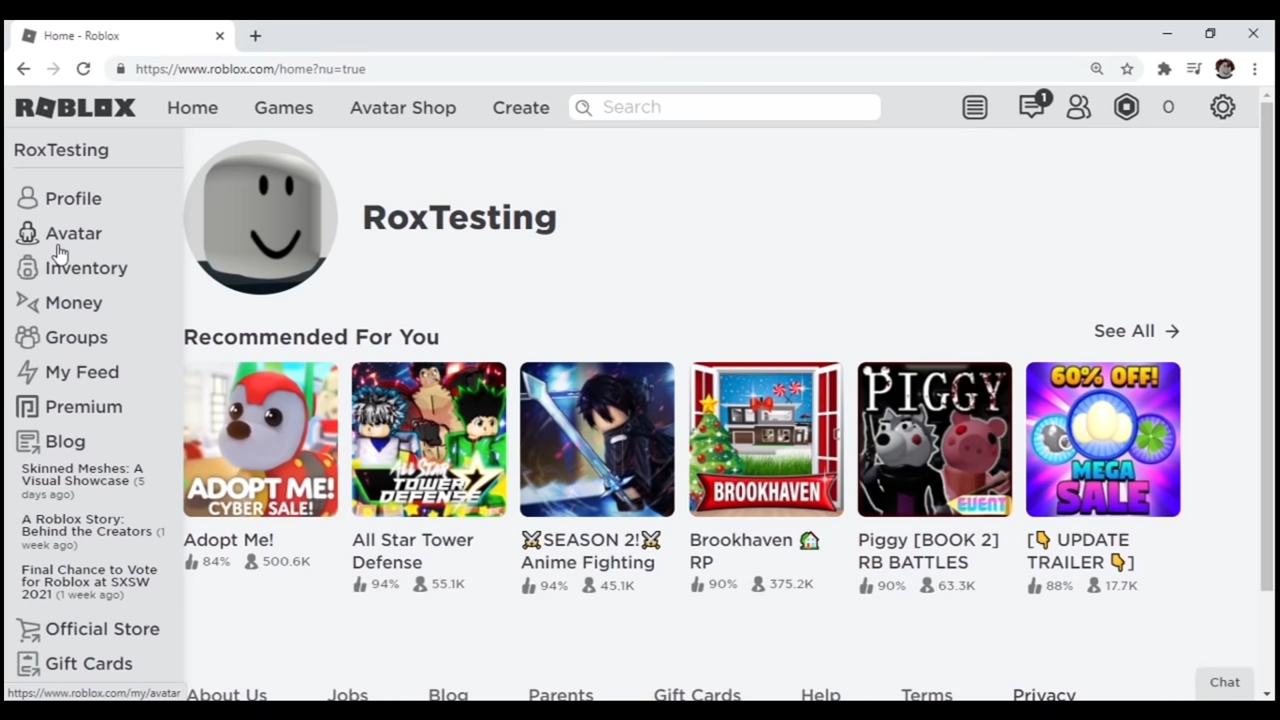 Home - Roblox
https://www.roblox.com/home?nu=true
ROBLOX Home Games Avatar Shop Create Search 1 0
RoxTesting
Profile
Avatar
Inventory
Money
Groups
My Feed
Premium
Blog
Skinned Meshes: A
Visual Showcase (5
days ago)
A Roblox Story:
Behind the Creators (1
week ago)
Final Chance to Vote
for Roblox at SXSW
2021 (1 week ago)
Official Store
Gift Cards
https://www.roblox.com/my/avatar
RoxTesting
Recommended For You
See All →
ADOPT ME!
CYBER SALE!
Adopt Me!
84% 500.6K
ALL STAR
TOWER
DEFENSE
All Star Tower
Defense
94% 55.1K
⚔️SEASON 2!⚔️
Anime Fighting
94% 45.1K
BROOKHAVEN
Brookhaven 🏡
RP
90% 375.2K
PIGGY
EVENT
Piggy [BOOK 2]
RB BATTLES
90% 63.3K
60% OFF!
MEGA
SALE
[👇 UPDATE
TRAILER 👇]
88% 17.7K
About Us Jobs Blog Parents Gift Cards Help Terms Privacy
Chat